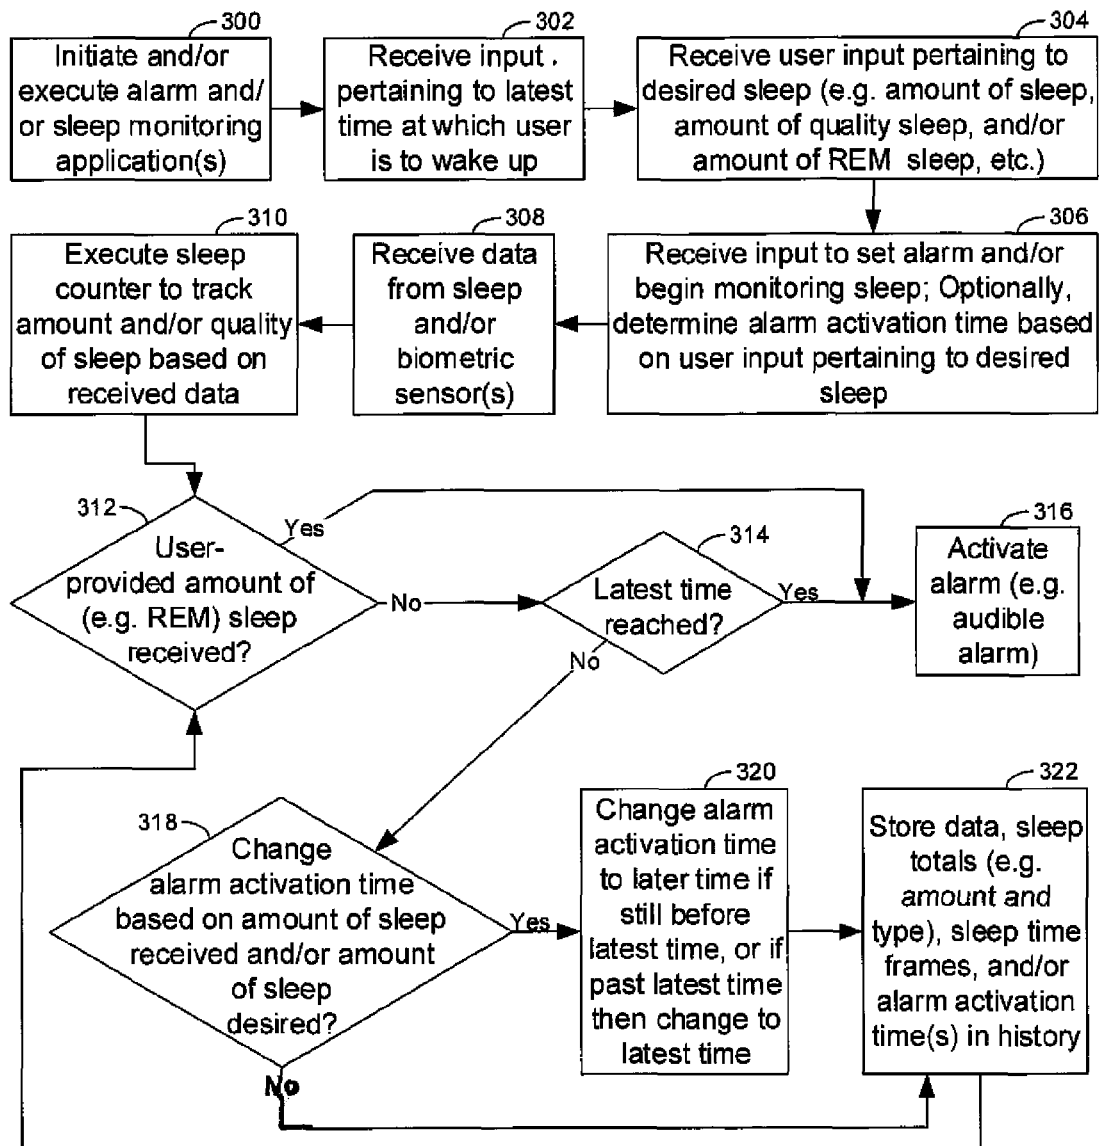 300
Initiate and/or
execute alarm and/
or sleep monitoring
application(s)
302
Receive input .
pertaining to latest
time at which user
is to wake up
304
Receive user input pertaining to
desired sleep (e.g. amount of sleep,
amount of quality sleep, and/or
amount of REM sleep, etc.)
310
Execute sleep
counter to track
amount and/or quality
of sleep based on
received data
308
Receive data
from sleep
and/or
biometric
sensor(s)
306
Receive input to set alarm and/or
begin monitoring sleep; Optionally,
determine alarm activation time based
on user input pertaining to desired
sleep
312
User-
provided amount of
(e.g. REM) sleep
received?
Yes
No
314
Latest time
reached?
Yes
No
316
Activate
alarm (e.g.
audible
alarm)
318
Change
alarm activation time
based on amount of sleep
received and/or amount
of sleep
desired?
Yes
No
320
Change alarm
activation time
to later time if
still before
latest time, or if
past latest time
then change to
latest time
322
Store data, sleep
totals (e.g.
amount and
type), sleep time
frames, and/or
alarm activation
time(s) in history